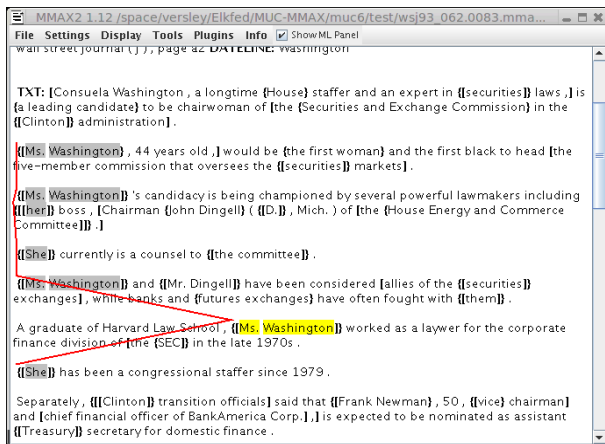 MMAX2 1.12 /space/versley/Elkfed/MUC-MMAX/muc6/test/wsj93_062.0083.mma...
File Settings Display Tools Plugins Info Show ML Panel
wall street journal ( j ) , page a2 DATELINE: Washington
TXT: [Consuela Washington , a longtime {House} staffer and an expert in {[securities]} laws ,] is
{a leading candidate} to be chairwoman of [the {Securities and Exchange Commission} in the
{[Clinton]} administration] .
{[Ms. Washington} , 44 years old ,] would be {the first woman} and the first black to head [the
five-member commission that oversees the {[securities]} markets] .
{[Ms. Washington]} 's candidacy is being championed by several powerful lawmakers including
{[[her]} boss , [Chairman {John Dingell} ( {[D.]} , Mich. ) of [the {House Energy and Commerce
Committee]]} .]
{[She]} currently is a counsel to {[the committee]} .
{[Ms. Washington]} and {[Mr. Dingell]} have been considered [allies of the {[securities]}
exchanges] , while banks and {futures exchanges} have often fought with {[them]} .
A graduate of Harvard Law School , {[Ms. Washington]} worked as a laywer for the corporate
finance division of [the {SEC]} in the late 1970s .
{[She]} has been a congressional staffer since 1979 .
Separately , {[[Clinton]} transition officials] said that {[Frank Newman} , 50 , {[vice} chairman]
and [chief financial officer of BankAmerica Corp.] ,] is expected to be nominated as assistant
{[Treasury]} secretary for domestic finance .